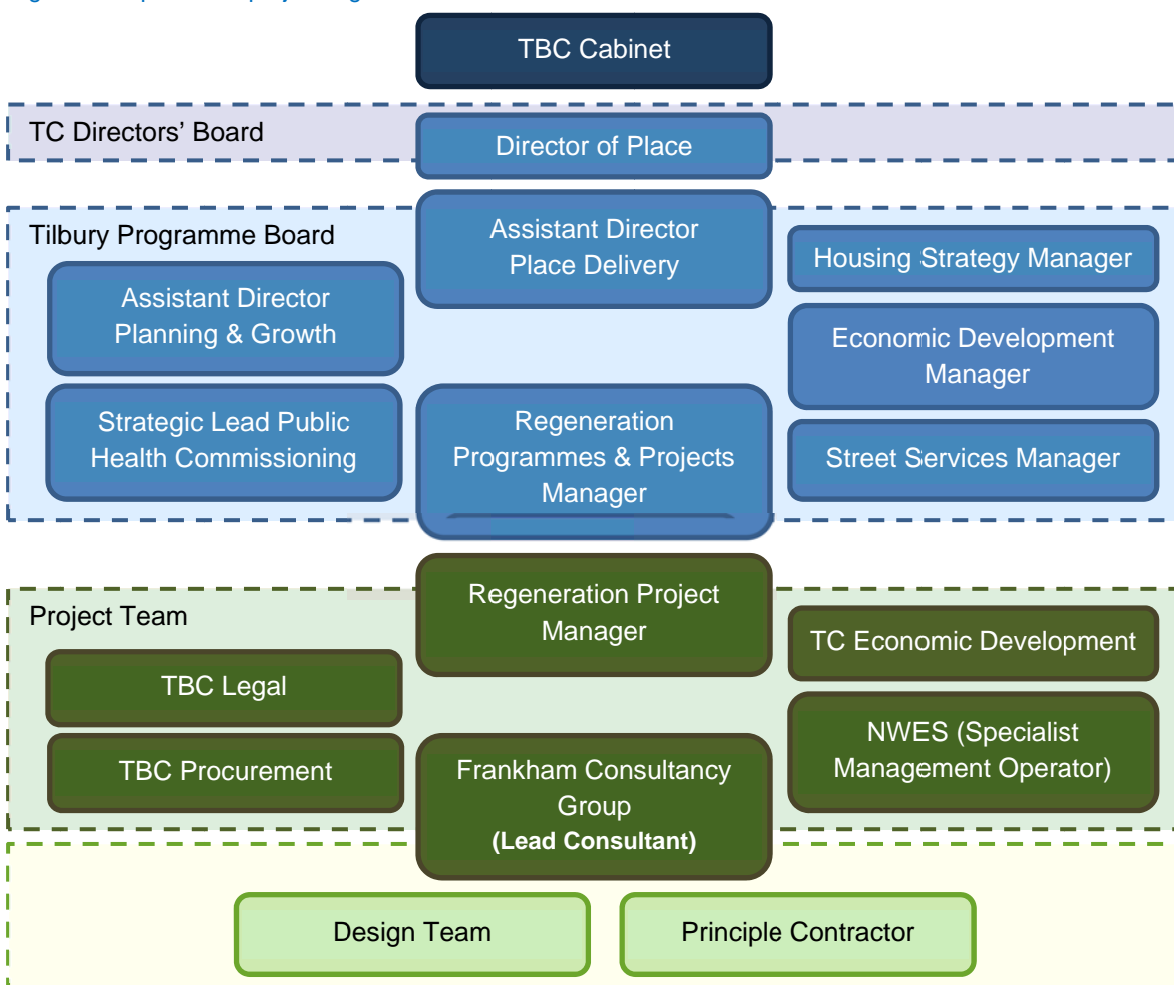 TBC Cabinet
TC Directors' Board
Director of Place
Tilbury Programme Board
Assistant Director
Place Delivery
Housing Strategy Manager
Assistant Director
Planning & Growth
Economic Development
Manager
Strategic Lead Public
Health Commissioning
Regeneration
Programmes & Projects
Manager
Street Services Manager
Project Team
Regeneration Project
Manager
TC Economic Development
TBC Legal
NWES (Specialist
Management Operator)
TBC Procurement
Frankham Consultancy
Group
(Lead Consultant)
Design Team
Principle Contractor